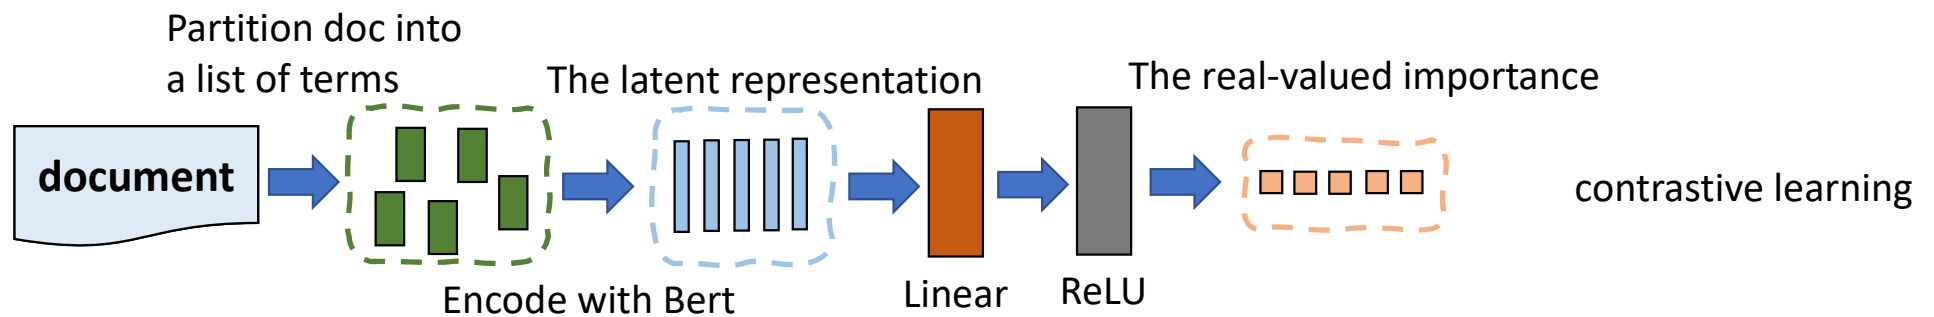 Partition doc into
a list of terms
The latent representation
The real-valued importance
document
contrastive learning
Encode with Bert
Linear
ReLU